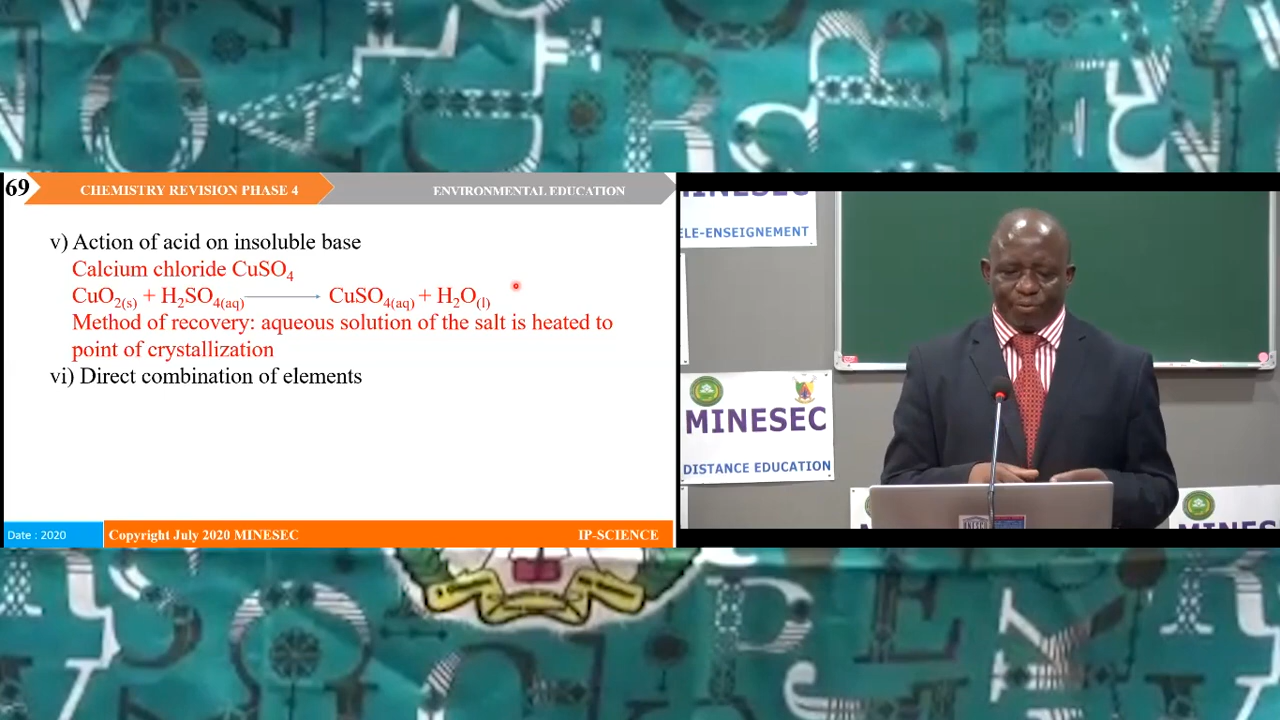 69
CHEMISTRY REVISION PHASE 4
ENVIRONMENTAL EDUCATION
v) Action of acid on insoluble base
Calcium chloride CuSO₄
CuO₂₍ₛ₎ + H₂SO₄₍aq₎ → CuSO₄₍aq₎ + H₂O₍l₎
Method of recovery: aqueous solution of the salt is heated to
point of crystallization
vi) Direct combination of elements
Date : 2020
Copyright July 2020 MINESEC
IP-SCIENCE
MINESEC
ELE-ENSEIGNEMENT
MINESEC
DISTANCE EDUCATION
MINES